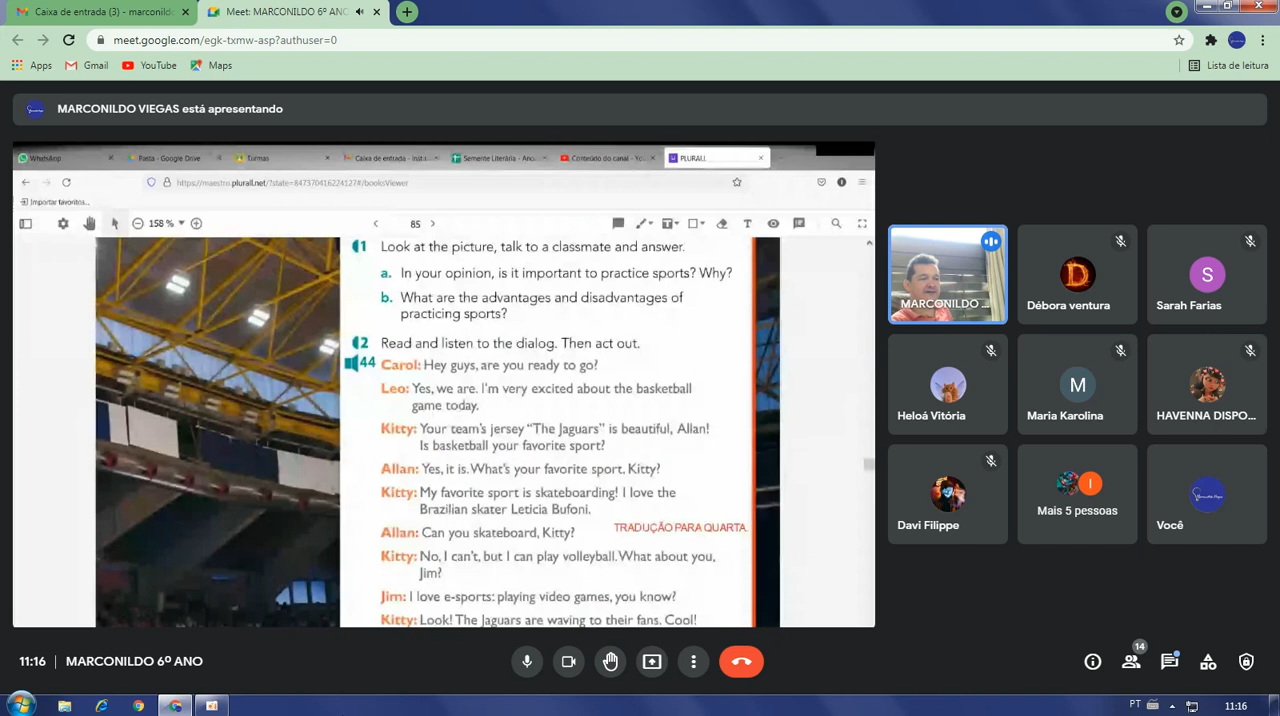 Caixa de entrada (3) - marconild
Meet: MARCONILDO 6º ANO
meet.google.com/egk-txmw-asp?authuser=0
Apps
Gmail
YouTube
Maps
Lista de leitura
MARCONILDO VIEGAS está apresentando
WhatsApp
Pasta - Google Drive
Turmas
Caixa de entrada -
Semente Literária -
Conteúdo do canal -
PLURALL
https://maestro.plurall.net/?state=847370416224127#/booksViewer
Importar favoritos...
158 %
85
1 Look at the picture, talk to a classmate and answer.
a. In your opinion, is it important to practice sports? Why?
b. What are the advantages and disadvantages of
practicing sports?
2 Read and listen to the dialog. Then act out.
44 Carol: Hey guys, are you ready to go?
Leo: Yes, we are. I'm very excited about the basketball
game today.
Kitty: Your team's jersey "The Jaguars" is beautiful, Allan!
Is basketball your favorite sport?
Allan: Yes, it is. What's your favorite sport, Kitty?
Kitty: My favorite sport is skateboarding! I love the
Brazilian skater Leticia Bufoni.
Allan: Can you skateboard, Kitty?
TRADUÇÃO PARA QUARTA.
Kitty: No, I can't, but I can play volleyball. What about you,
Jim?
Jim: I love e-sports: playing video games, you know?
Kitty: Look! The Jaguars are waving to their fans. Cool!
MARCONILDO ...
Débora ventura
S
Sarah Farias
Heloá Vitória
M
Maria Karolina
HAVENNA DISPO...
Davi Filippe
I
Mais 5 pessoas
Você
11:16 | MARCONILDO 6º ANO
14
PT
11:16